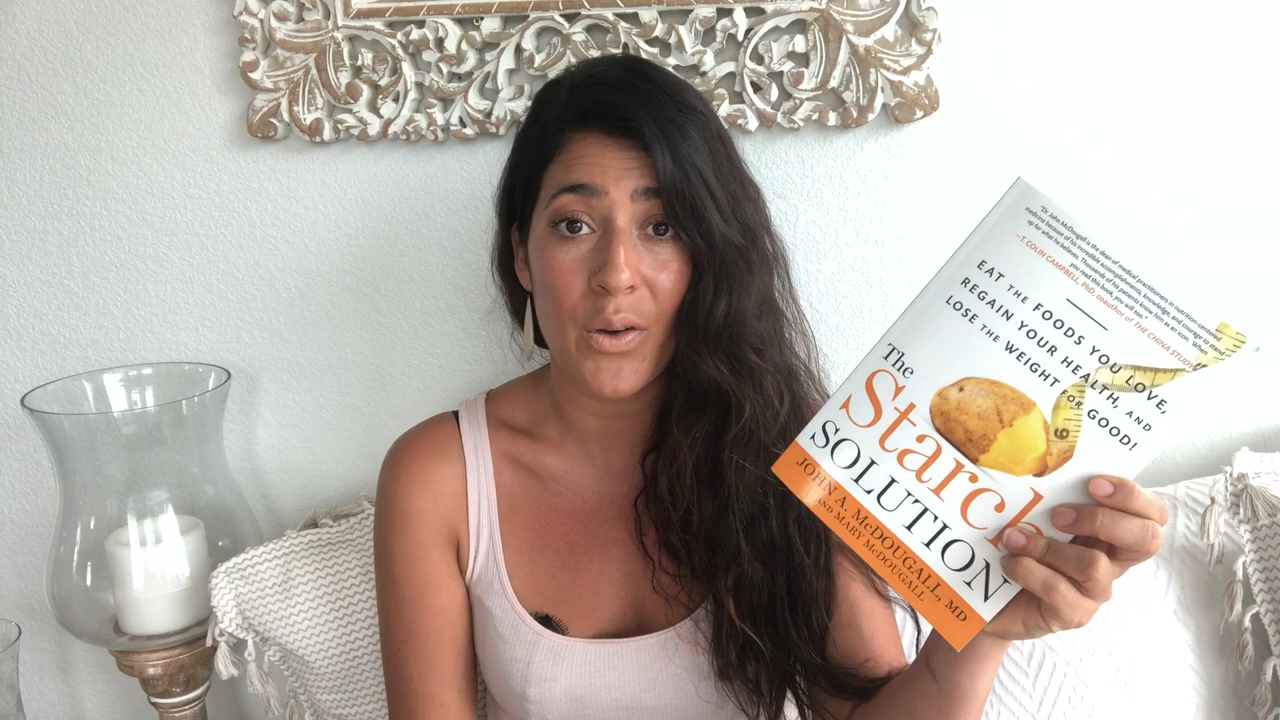 "Dr. John McDougall is the dean of medical practitioners in nutrition-centered
medicine because of his incredible accomplishments, knowledge, and courage to stand
up for what he believes. Thousands of his patients know him as an icon. When
you read this book, you will too."
—T. COLIN CAMPBELL, PhD, coauthor of THE CHINA STUDY
EAT THE FOODS YOU LOVE,
REGAIN YOUR HEALTH, AND
LOSE THE WEIGHT FOR GOOD!
6
The
Starch
SOLUTION
JOHN A. McDOUGALL, MD
AND MARY McDOUGALL